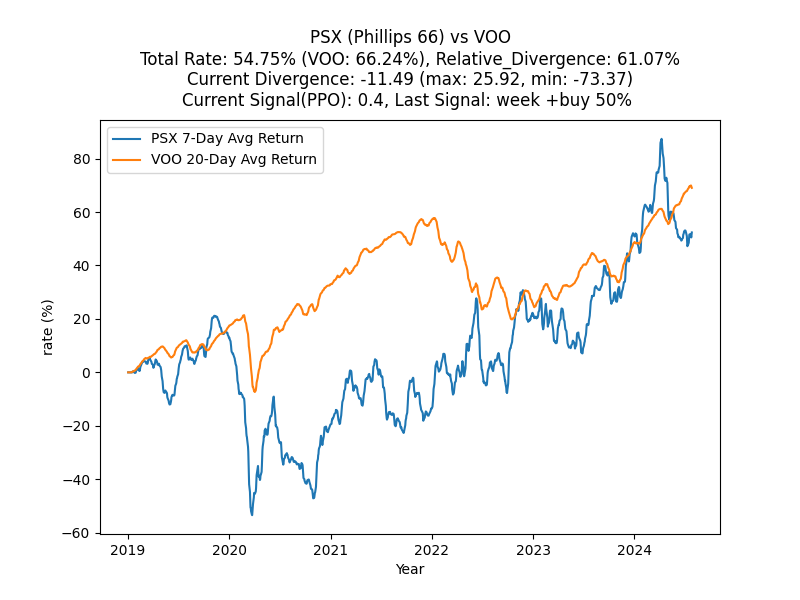 PSX (Phillips 66) vs VOO
Total Rate: 54.75% (VOO: 66.24%), Relative_Divergence: 61.07%
Current Divergence: -11.49 (max: 25.92, min: -73.37)
Current Signal(PPO): 0.4, Last Signal: week +buy 50%
PSX 7-Day Avg Return
VOO 20-Day Avg Return
rate (%)
80
60
40
20
0
−20
−40
−60
2019 2020 2021 2022 2023 2024
Year